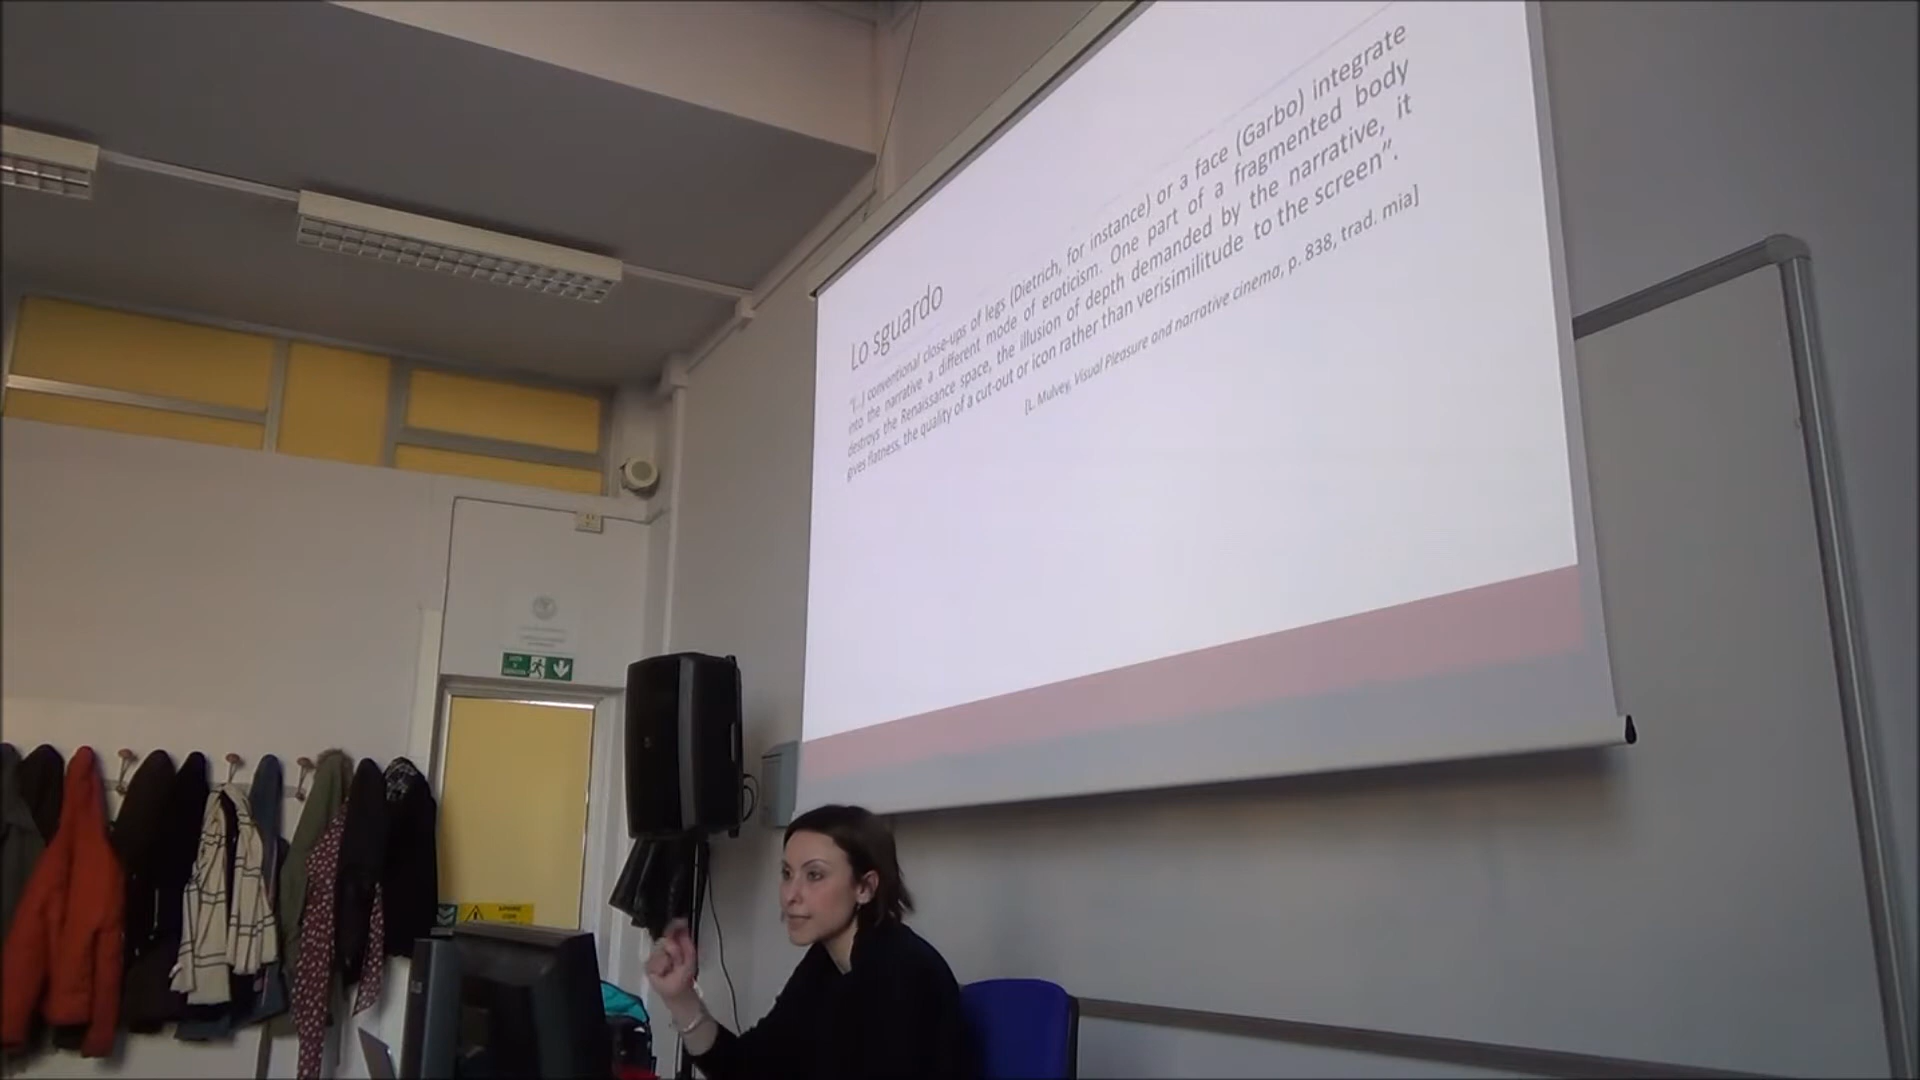 Lo sguardo
"[...] conventional close-ups of legs (Dietrich, for instance) or a face (Garbo) integrate
into the narrative a different mode of eroticism. One part of a fragmented body
destroys the Renaissance space, the illusion of depth demanded by the narrative, it
gives flatness, the quality of a cut-out or icon rather than verisimilitude to the screen".
[L. Mulvey, Visual Pleasure and narrative cinema, p. 838, trad. mia]